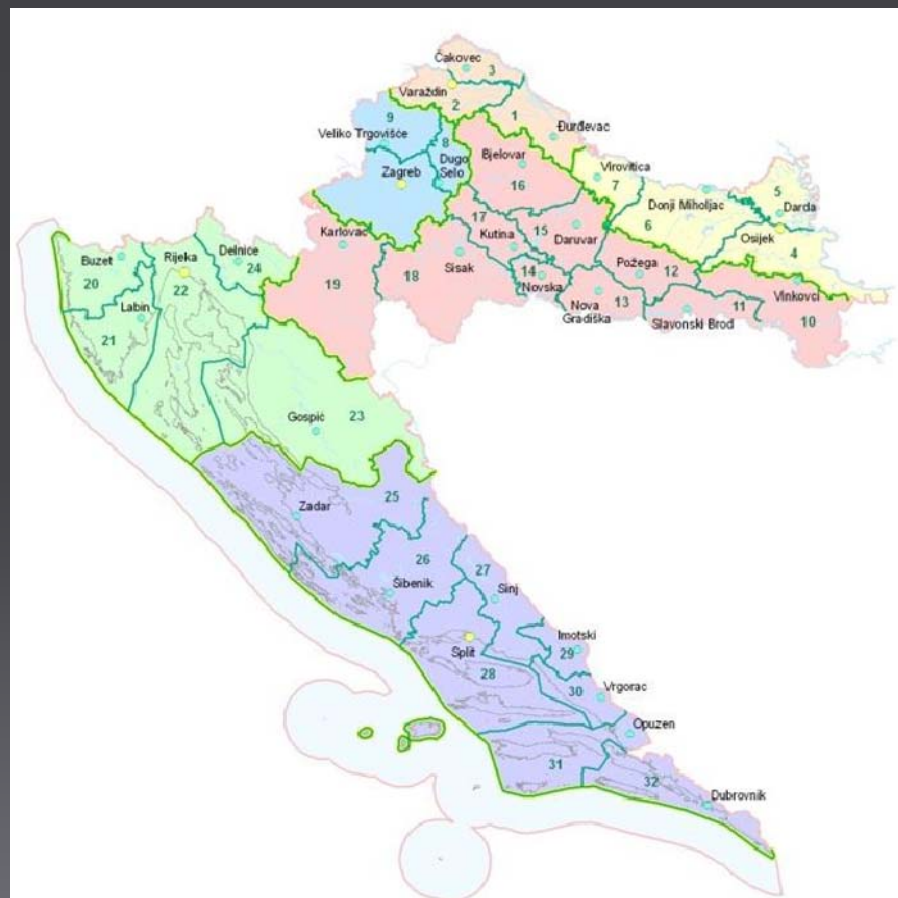 Čakovec
3
Varaždin
2
1
9
Đurđevac
Veliko Trgovišće
8
Dugo
Selo
Bjelovar
Virovitica
7
Zagreb
16
5
Donji Miholjac
Darda
17
6
Karlovac
Kutina
15
Daruvar
Osijek
4
Delnice
Buzet
Rijeka
24
Sisak
Požega
12
20
22
19
18
14
Novska
Vinkovci
Labin
Nova
Gradiška
13
11
10
21
Slavonski Brod
Gospić
23
25
Zadar
26
27
Šibenik
Sinj
Imotski
Split
29
28
30
Vrgorac
Opuzen
31
32
Dubrovnik